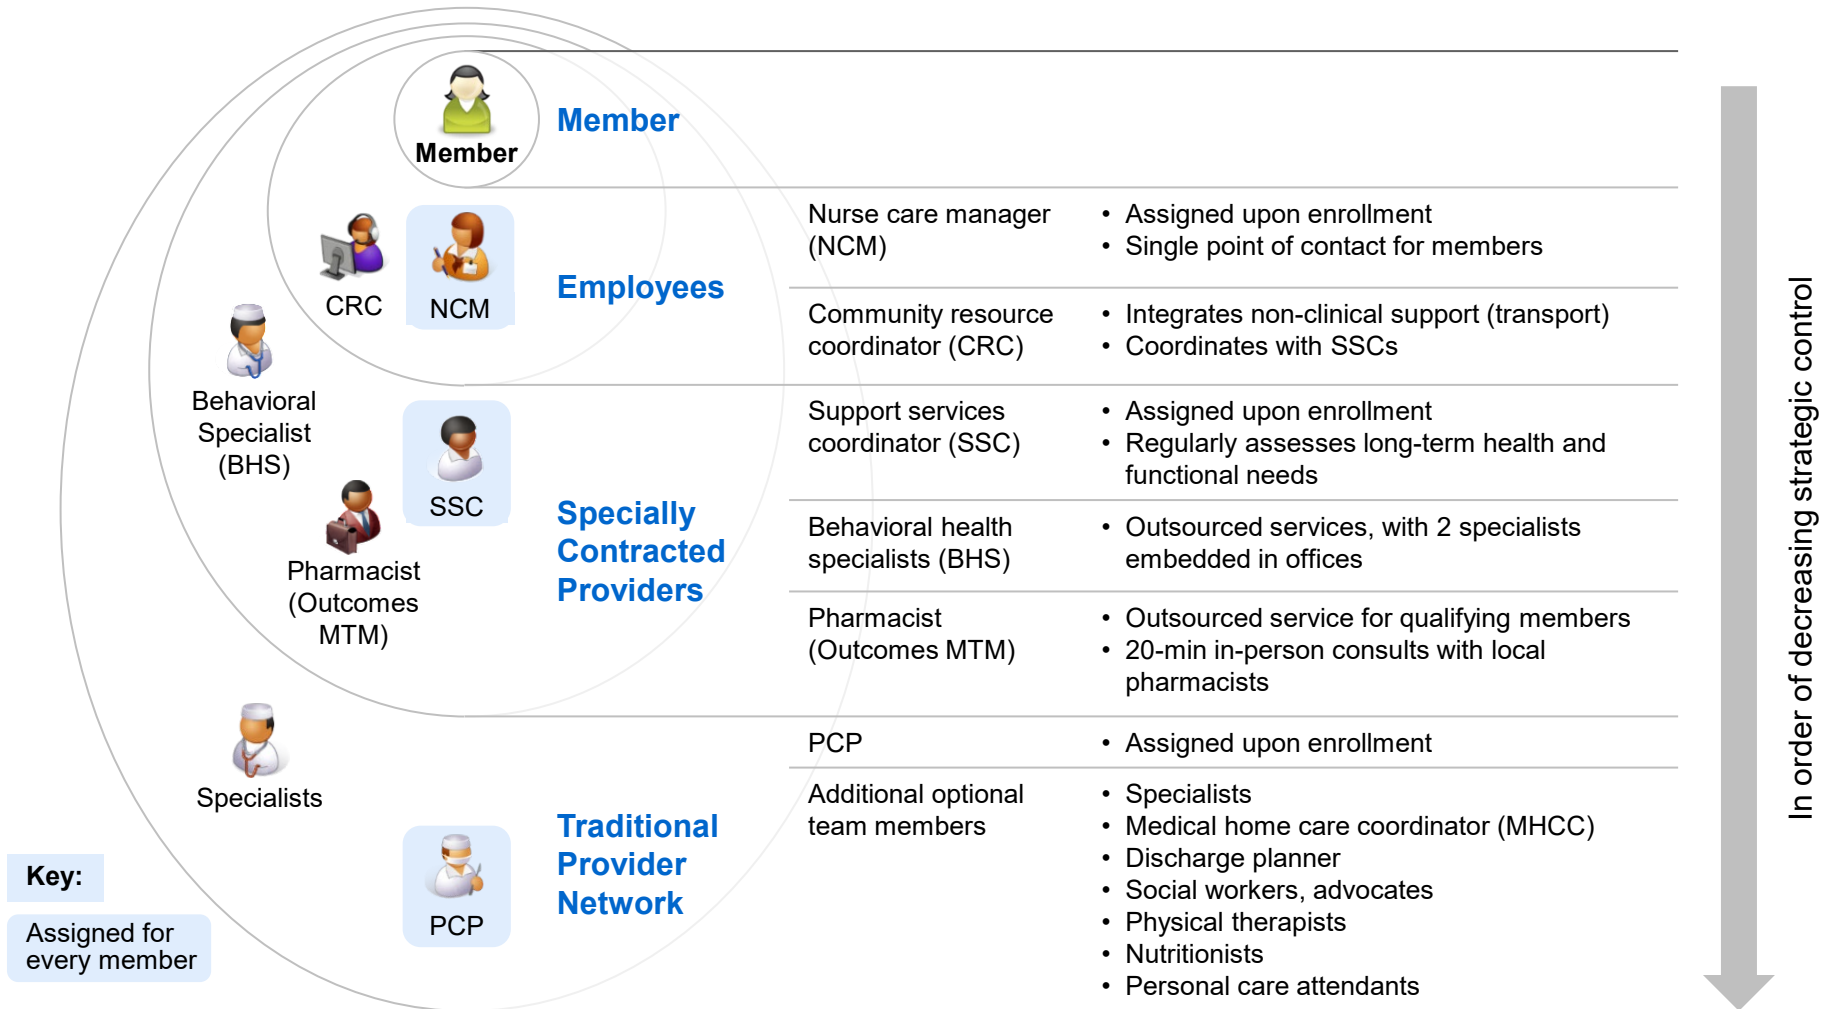 Member
Member
CRC
NCM
Employees
Nurse care manager
(NCM)
• Assigned upon enrollment
• Single point of contact for members
Community resource
coordinator (CRC)
• Integrates non-clinical support (transport)
• Coordinates with SSCs
Behavioral
Specialist
(BHS)
SSC
Pharmacist
(Outcomes
MTM)
Specially
Contracted
Providers
Support services
coordinator (SSC)
• Assigned upon enrollment
• Regularly assesses long-term health and
functional needs
Behavioral health
specialists (BHS)
• Outsourced services, with 2 specialists
embedded in offices
Pharmacist
(Outcomes MTM)
• Outsourced service for qualifying members
• 20-min in-person consults with local
pharmacists
Specialists
PCP
Traditional
Provider
Network
PCP
• Assigned upon enrollment
Additional optional
team members
• Specialists
• Medical home care coordinator (MHCC)
• Discharge planner
• Social workers, advocates
• Physical therapists
• Nutritionists
• Personal care attendants
In order of decreasing strategic control
Key:
Assigned for
every member